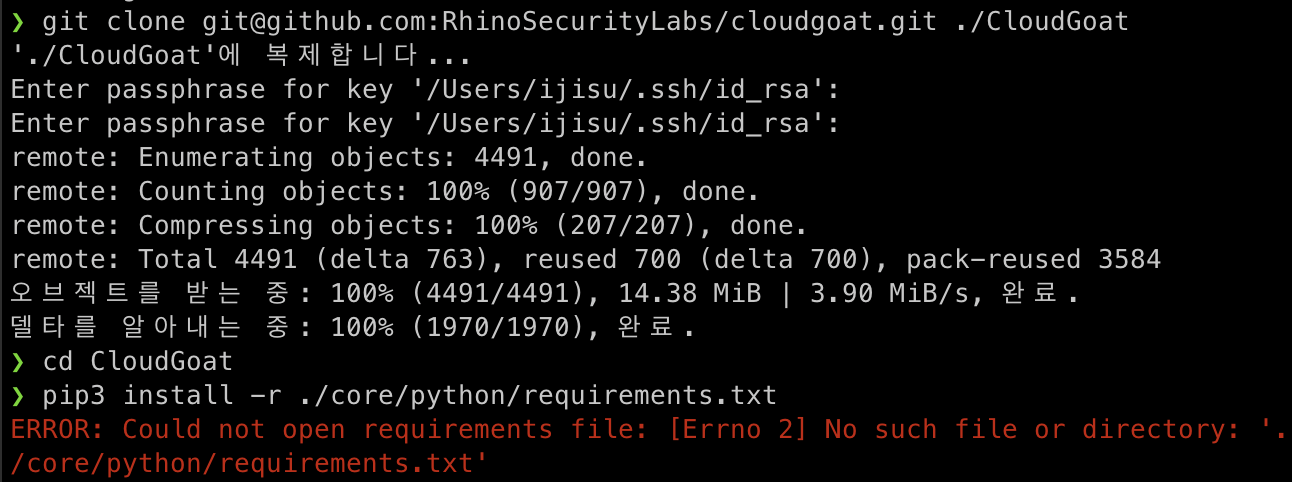 ❯ git clone git@github.com:RhinoSecurityLabs/cloudgoat.git ./CloudGoat
'./CloudGoat'에 복제합니다...
Enter passphrase for key '/Users/ijisu/.ssh/id_rsa':
Enter passphrase for key '/Users/ijisu/.ssh/id_rsa':
remote: Enumerating objects: 4491, done.
remote: Counting objects: 100% (907/907), done.
remote: Compressing objects: 100% (207/207), done.
remote: Total 4491 (delta 763), reused 700 (delta 700), pack-reused 3584
오브젝트를 받는 중: 100% (4491/4491), 14.38 MiB | 3.90 MiB/s, 완료.
델타를 알아내는 중: 100% (1970/1970), 완료.
❯ cd CloudGoat
❯ pip3 install -r ./core/python/requirements.txt
ERROR: Could not open requirements file: [Errno 2] No such file or directory: '.
/core/python/requirements.txt'